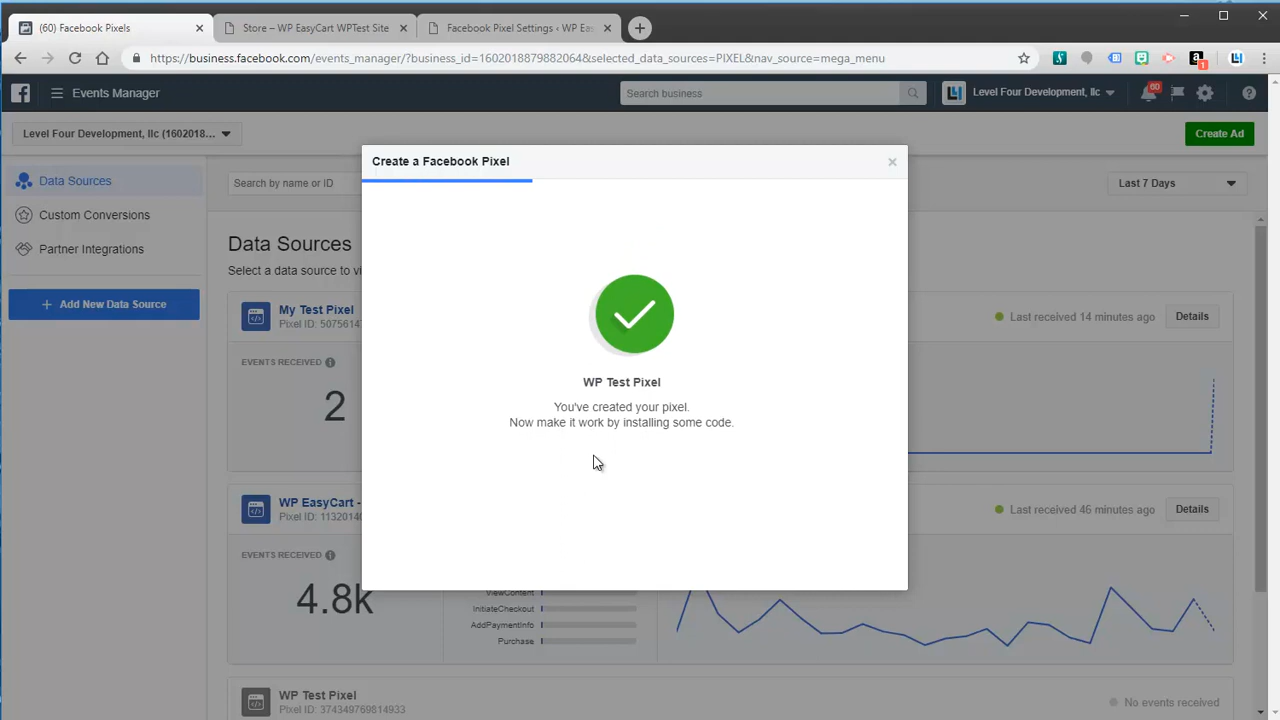 (60) Facebook Pixels
Store – WP EasyCart WPTest Site
Facebook Pixel Settings ‹ WP Eas
https://business.facebook.com/events_manager/?business_id=1602018879882064&selected_data_sources=PIXEL&nav_source=mega_menu
Events Manager
Search business
Level Four Development, llc
60
Level Four Development, llc (1602018...
Create Ad
Create a Facebook Pixel
Data Sources
Search by name or ID
Last 7 Days
Custom Conversions
Partner Integrations
Data Sources
Select a data source to vi
Add New Data Source
My Test Pixel
Pixel ID: 5075614
Last received 14 minutes ago
Details
EVENTS RECEIVED
2
WP Test Pixel
You've created your pixel.
Now make it work by installing some code.
WP EasyCart -
Pixel ID: 1132014
Last received 46 minutes ago
Details
EVENTS RECEIVED
4.8k
ViewContent
InitiateCheckout
AddPaymentInfo
Purchase
WP Test Pixel
Pixel ID: 374349769814933
No events received